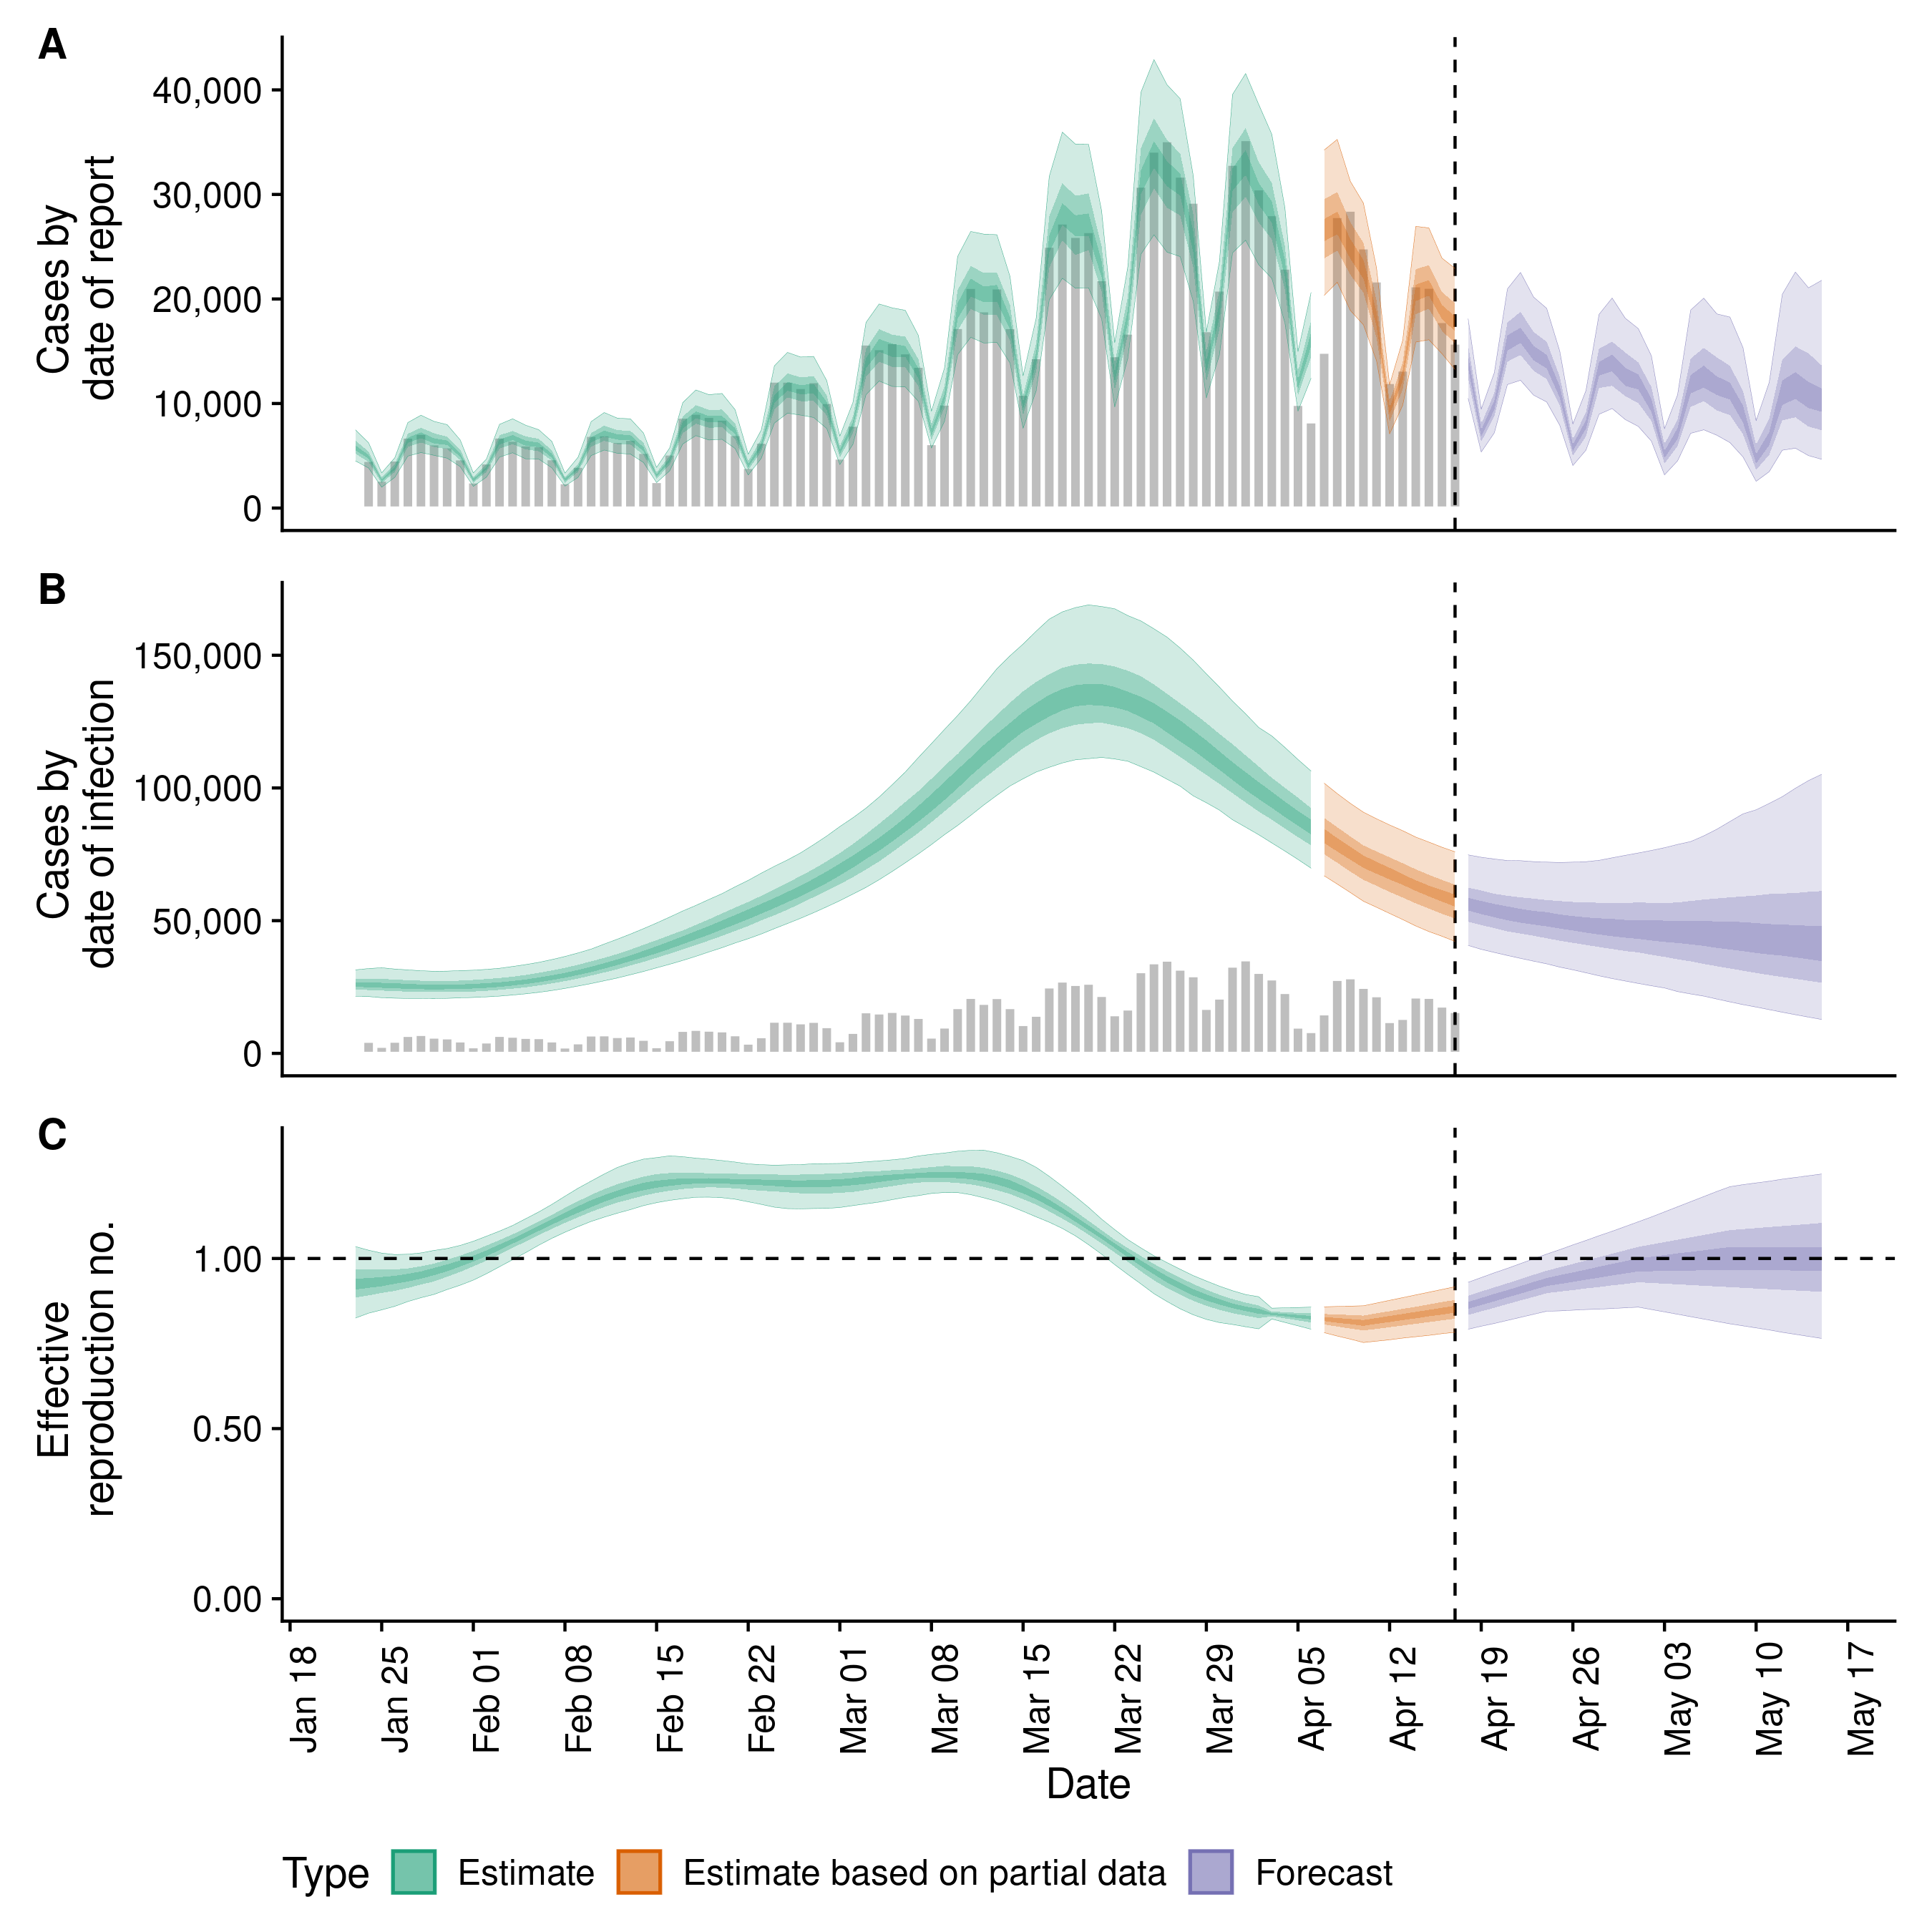 A
Cases by
date of report
40,000
30,000
20,000
10,000
0
B
Cases by
date of infection
150,000
100,000
50,000
0
C
Effective
reproduction no.
1.00
0.50
0.00
Jan 18
Jan 25
Feb 01
Feb 08
Feb 15
Feb 22
Mar 01
Mar 08
Mar 15
Mar 22
Mar 29
Apr 05
Apr 12
Apr 19
Apr 26
May 03
May 10
May 17
Date
Type Estimate Estimate based on partial data Forecast